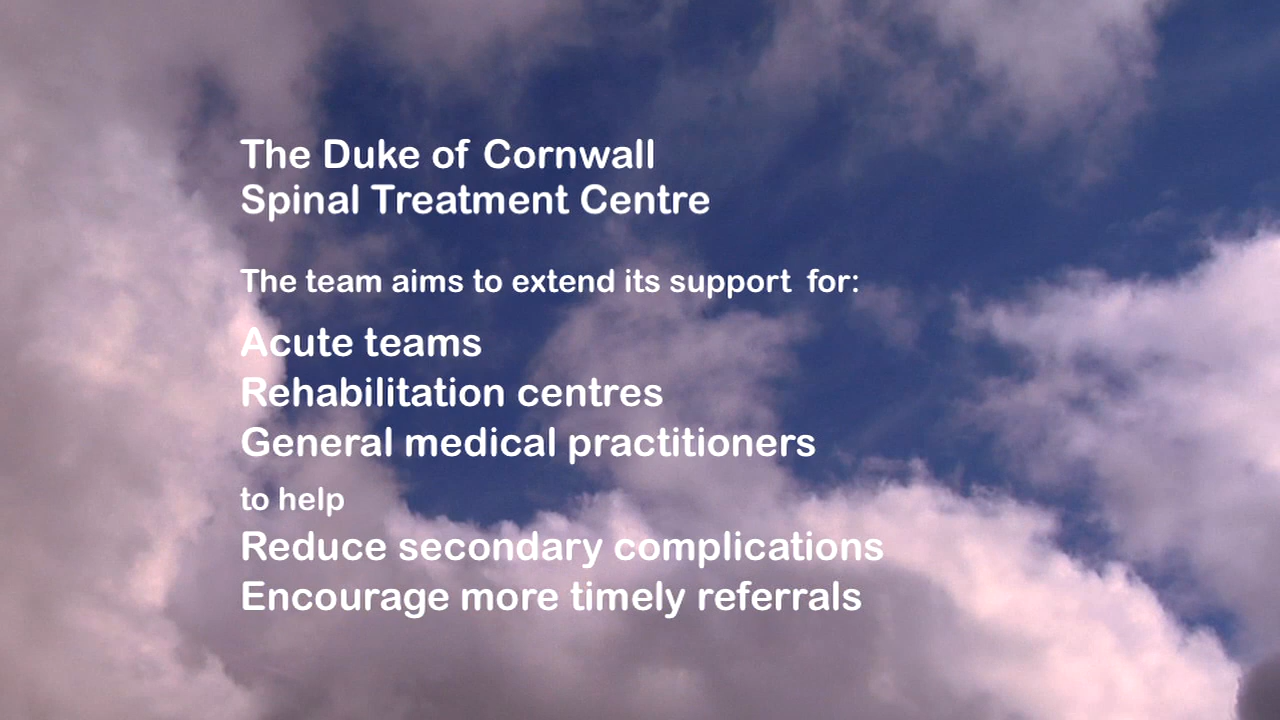 The Duke of Cornwall
Spinal Treatment Centre
The team aims to extend its support for:
Acute teams
Rehabilitation centres
General medical practitioners
to help
Reduce secondary complications
Encourage more timely referrals